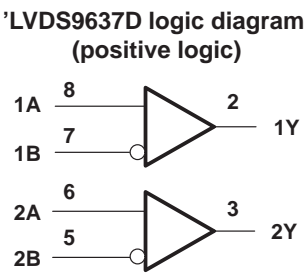 ’LVDS9637D logic diagram
(positive logic)
8
1A
2
1Y
7
1B
6
2A
3
2Y
5
2B